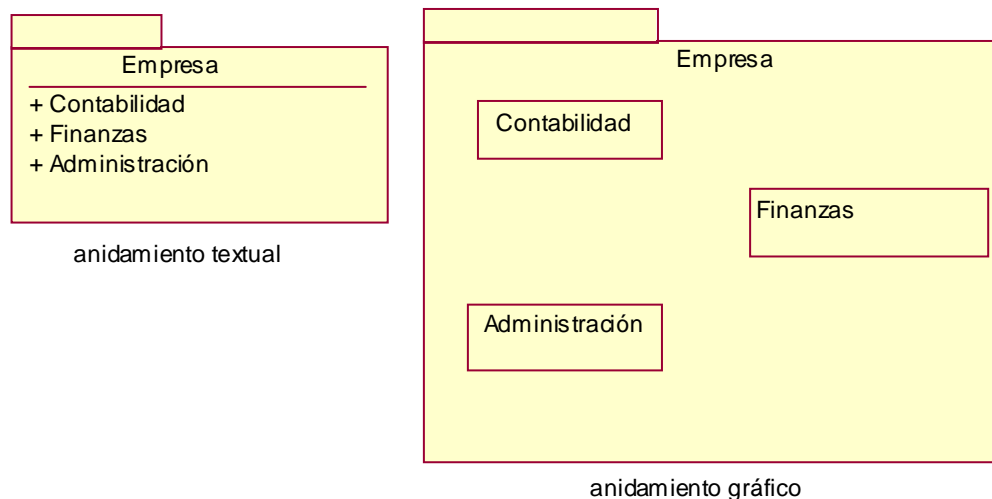 Empresa
+ Contabilidad
+ Finanzas
+ Administración
anidamiento textual
Empresa
Contabilidad
Finanzas
Administración
anidamiento gráfico